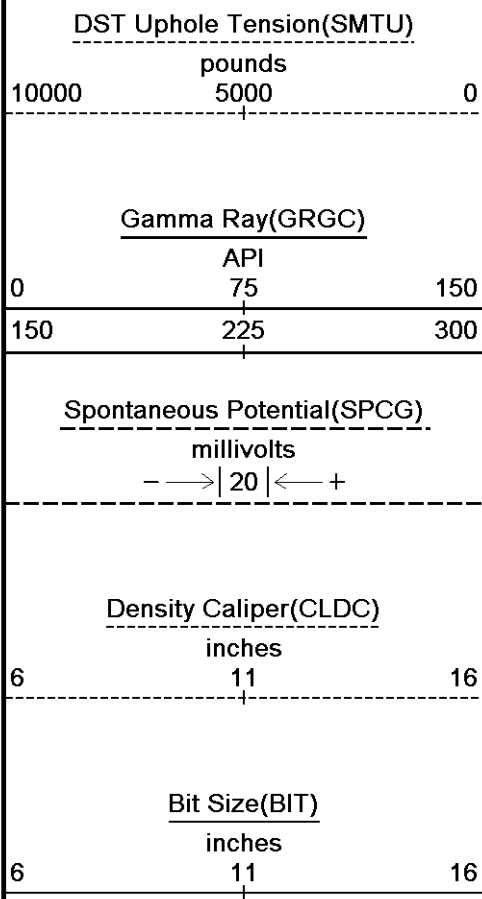 DST Uphole Tension(SMTU)
pounds
10000 5000 0
Gamma Ray(GRGC)
API
0 75 150
150 225 300
Spontaneous Potential(SPCG)
millivolts
− ⟶| 20 |⟵ +
Density Caliper(CLDC)
inches
6 11 16
Bit Size(BIT)
inches
6 11 16